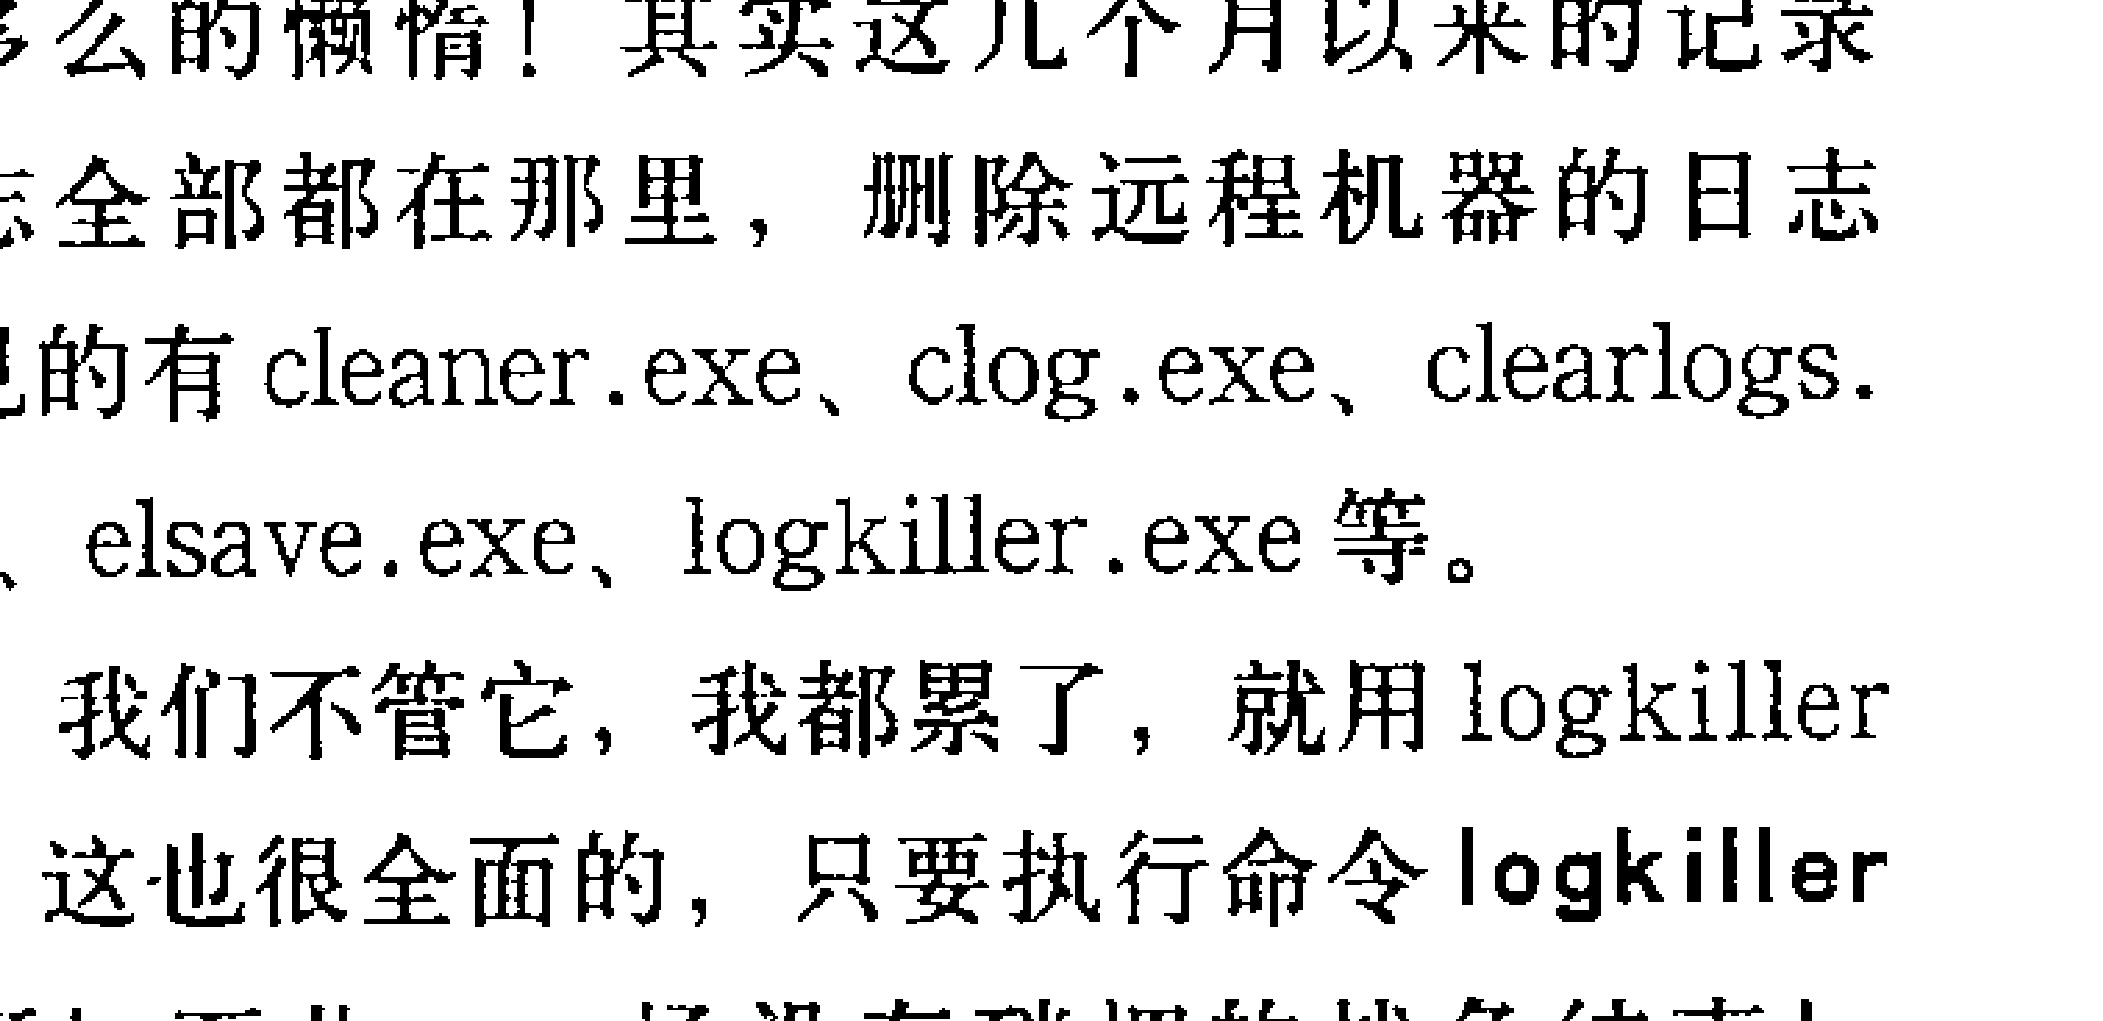 么的懒惰！其实这几个月以来的记录
志全部都在那里，删除远程机器的日志
的有 cleaner.exe、clog.exe、clearlogs.
、elsave.exe、logkiller.exe 等。
我们不管它，我都累了，就用 logkiller
这也很全面的，只要执行命令 logkiller